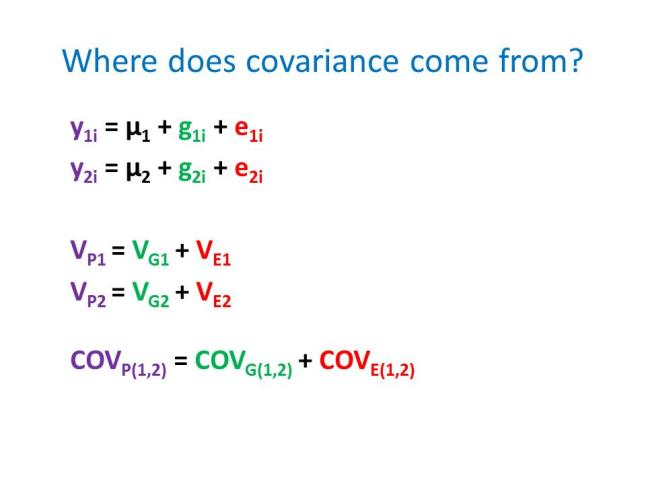 Where does covariance come from?
y1i = µ1 + g1i + e1i
y2i = µ2 + g2i + e2i
VP1 = VG1 + VE1
VP2 = VG2 + VE2
COVP(1,2) = COVG(1,2) + COVE(1,2)